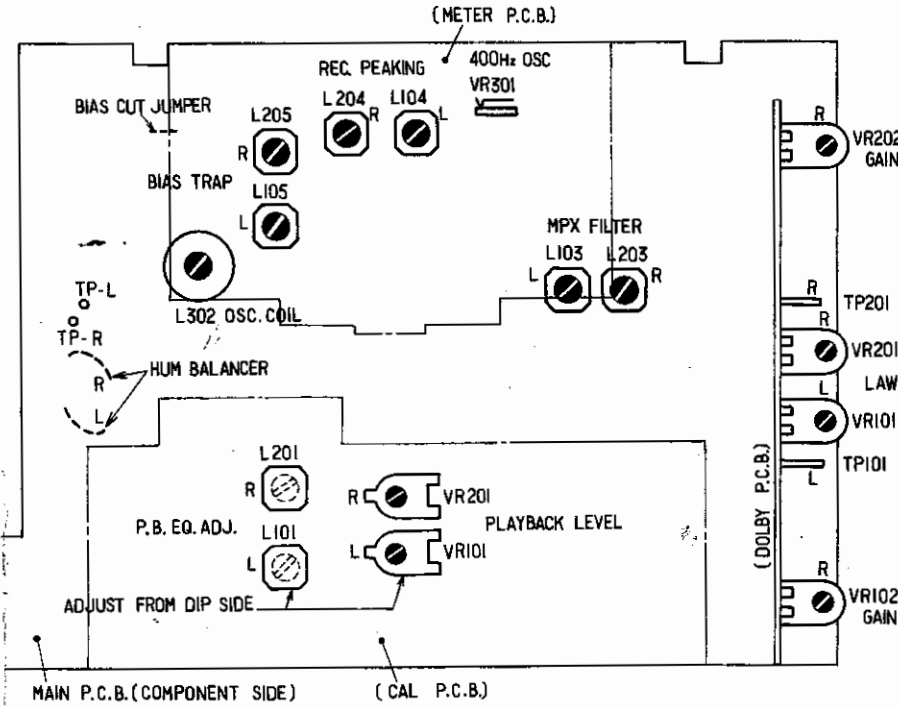 (METER P.C.B.)
REC. PEAKING
400Hz OSC
VR301
BIAS CUT JUMPER
L205
L204
L104
R
L
R
R
VR202
GAIN
BIAS TRAP
L105
L
MPX FILTER
L103
L203
L
R
TP-L
L302 OSC. COIL
TP-R
R
TP201
R
VR201
HUM BALANCER
R
L
LAW
L
VR101
L201
R
TP101
L
(DOLBY P.C.B.)
R
VR201
P.B. EQ. ADJ.
L101
L
PLAYBACK LEVEL
L
VR101
R
VR102
GAIN
ADJUST FROM DIP SIDE
MAIN P.C.B. (COMPONENT SIDE)
(CAL P.C.B.)